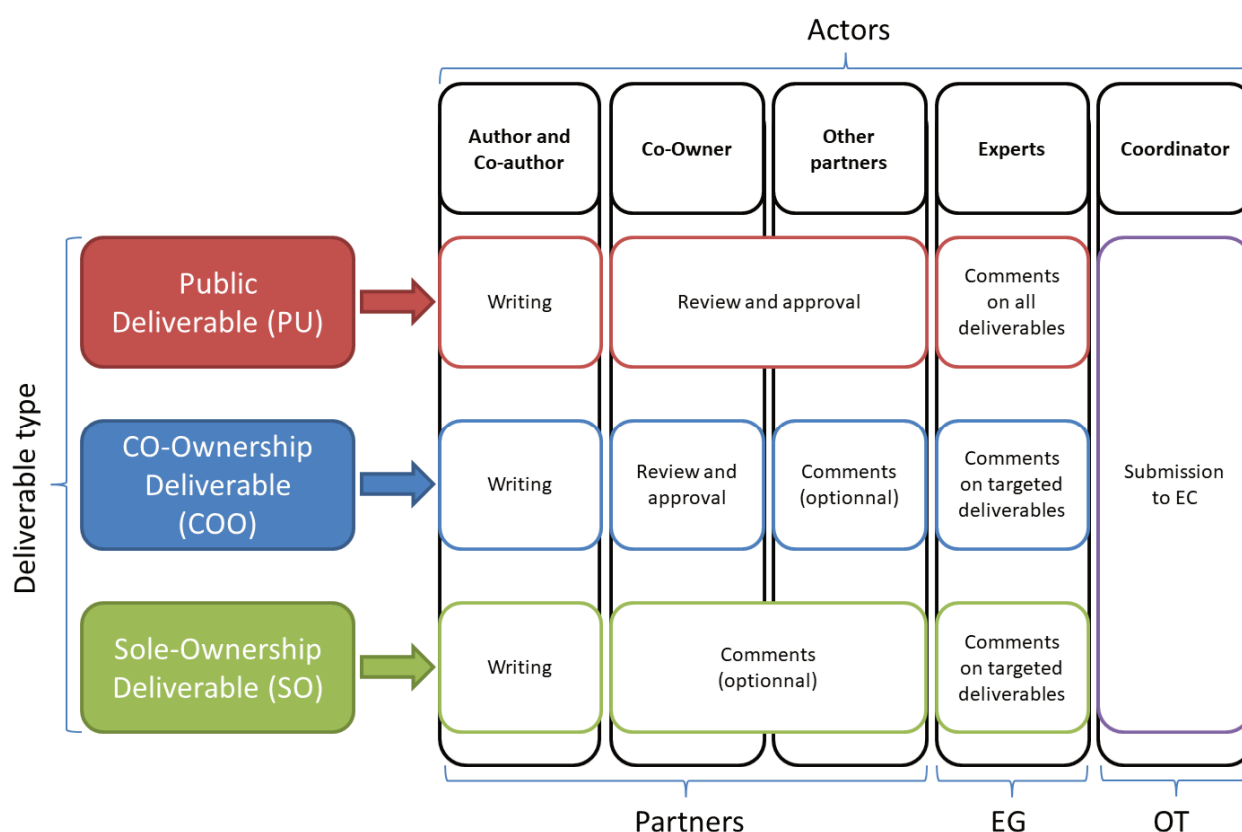 Actors
Author and
Co-author
Co-Owner
Other
partners
Experts
Coordinator
Deliverable type
Public
Deliverable (PU)
Writing
Review and approval
Comments
on all
deliverables
CO-Ownership
Deliverable
(COO)
Writing
Review and
approval
Comments
(optionnal)
Comments
on targeted
deliverables
Submission
to EC
Sole-Ownership
Deliverable (SO)
Writing
Comments
(optionnal)
Comments
on targeted
deliverables
Partners
EG
OT